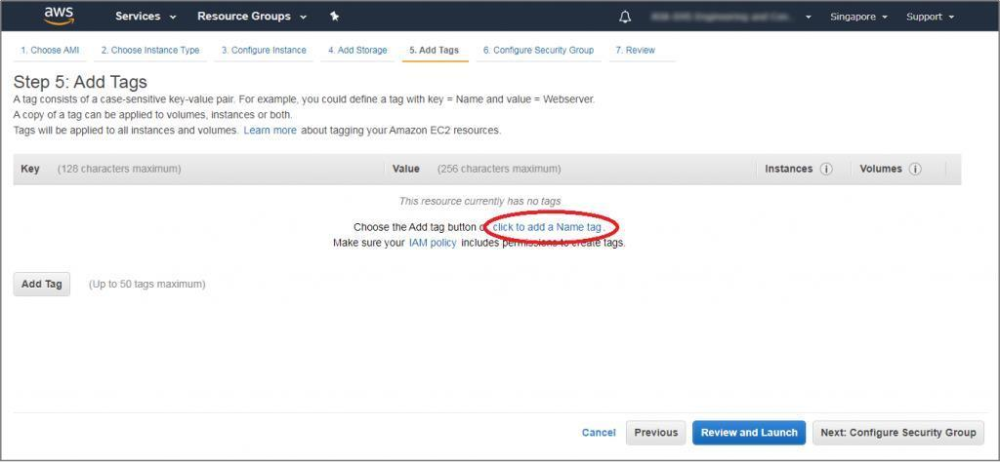 aws Services Resource Groups Singapore Support
1. Choose AMI 2. Choose Instance Type 3. Configure Instance 4. Add Storage 5. Add Tags 6. Configure Security Group 7. Review
Step 5: Add Tags
A tag consists of a case-sensitive key-value pair. For example, you could define a tag with key = Name and value = Webserver.
A copy of a tag can be applied to volumes, instances or both.
Tags will be applied to all instances and volumes. Learn more about tagging your Amazon EC2 resources.
Key (128 characters maximum) Value (256 characters maximum) Instances i Volumes i
This resource currently has no tags
Choose the Add tag button click to add a Name tag.
Make sure your IAM policy includes permissions to create tags.
Add Tag (Up to 50 tags maximum)
Cancel Previous Review and Launch Next: Configure Security Group